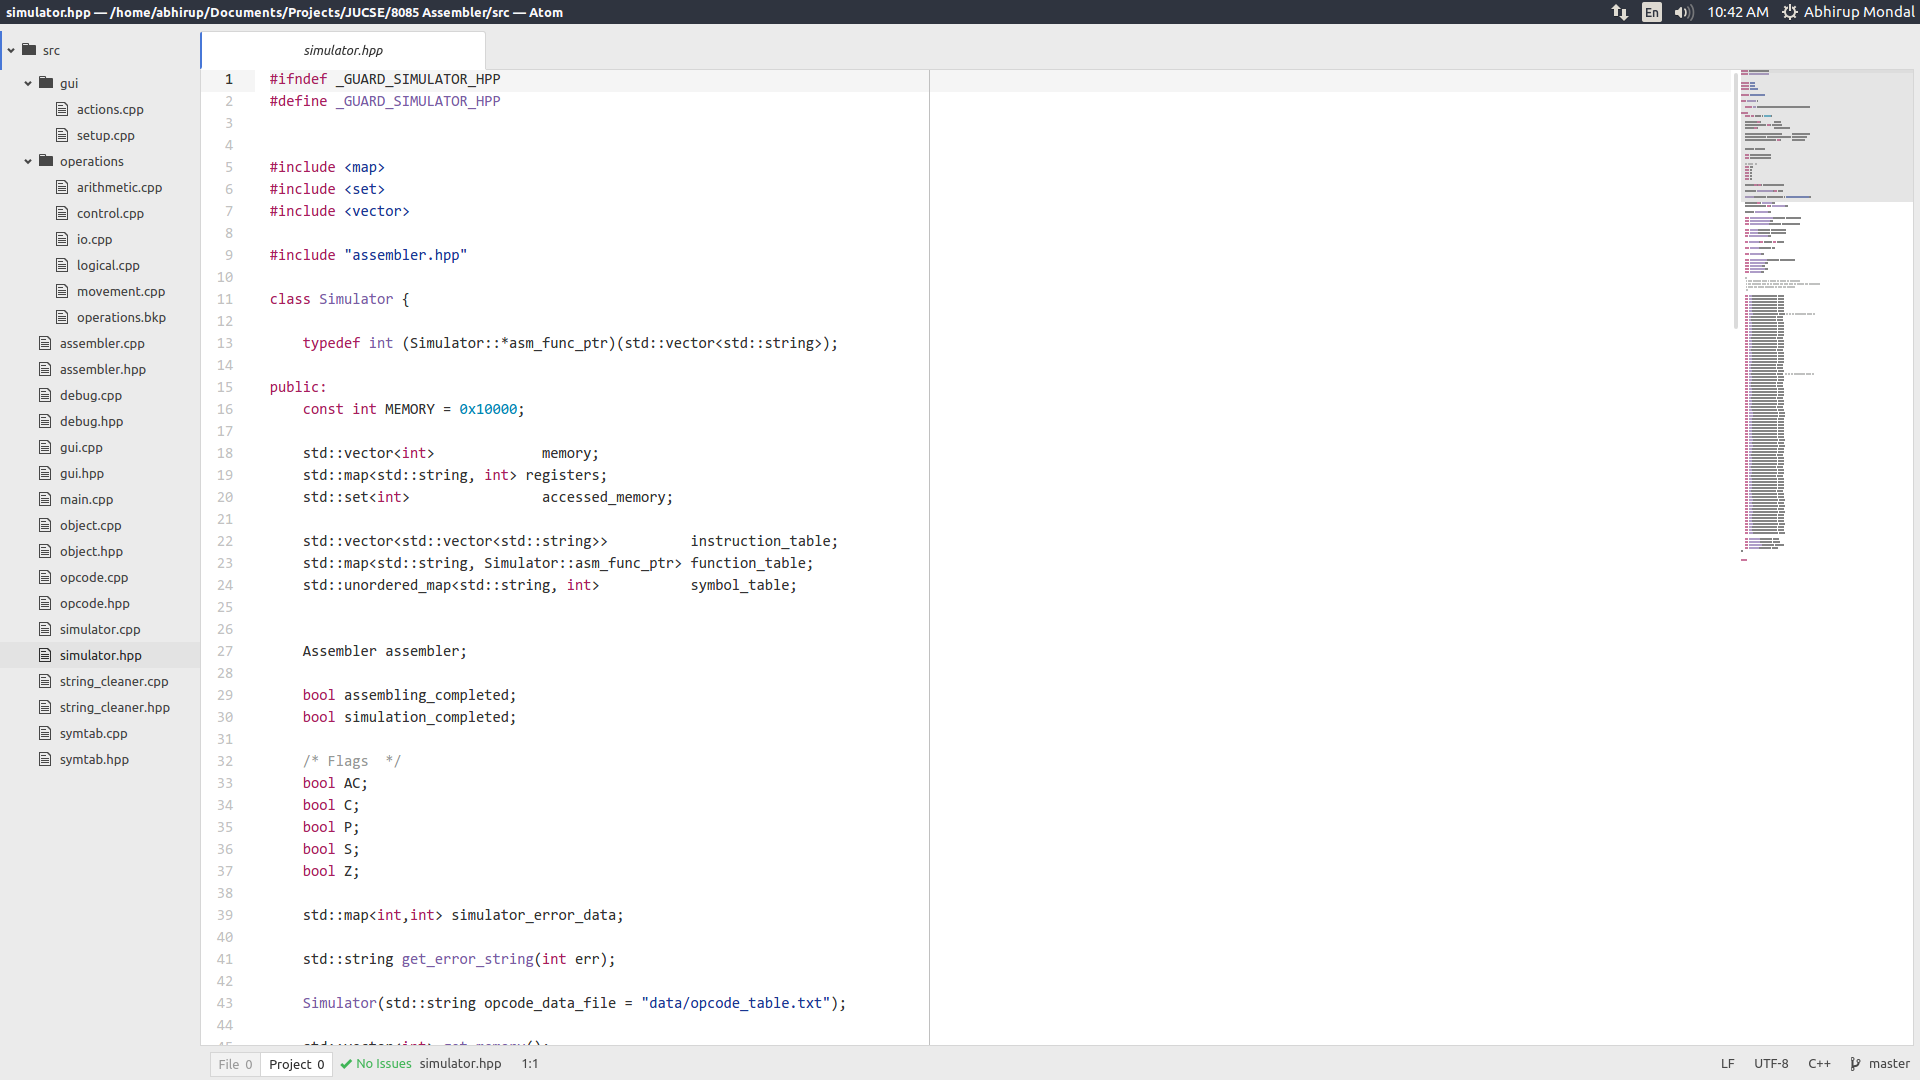 simulator.hpp — /home/abhirup/Documents/Projects/JUCSE/8085 Assembler/src — Atom
En 10:42 AM Abhirup Mondal
src
gui
actions.cpp
setup.cpp
operations
arithmetic.cpp
control.cpp
io.cpp
logical.cpp
movement.cpp
operations.bkp
assembler.cpp
assembler.hpp
debug.cpp
debug.hpp
gui.cpp
gui.hpp
main.cpp
object.cpp
object.hpp
opcode.cpp
opcode.hpp
simulator.cpp
simulator.hpp
string_cleaner.cpp
string_cleaner.hpp
symtab.cpp
symtab.hpp
simulator.hpp
1 #ifndef _GUARD_SIMULATOR_HPP
2 #define _GUARD_SIMULATOR_HPP
3
4
5 #include <map>
6 #include <set>
7 #include <vector>
8
9 #include "assembler.hpp"
10
11 class Simulator {
12
13     typedef int (Simulator::*asm_func_ptr)(std::vector<std::string>);
14
15 public:
16     const int MEMORY = 0x10000;
17
18     std::vector<int>             memory;
19     std::map<std::string, int> registers;
20     std::set<int>                accessed_memory;
21
22     std::vector<std::vector<std::string>>          instruction_table;
23     std::map<std::string, Simulator::asm_func_ptr> function_table;
24     std::unordered_map<std::string, int>           symbol_table;
25
26
27     Assembler assembler;
28
29     bool assembling_completed;
30     bool simulation_completed;
31
32     /* Flags  */
33     bool AC;
34     bool C;
35     bool P;
36     bool S;
37     bool Z;
38
39     std::map<int,int> simulator_error_data;
40
41     std::string get_error_string(int err);
42
43     Simulator(std::string opcode_data_file = "data/opcode_table.txt");
44
45     std::vector<int> get_memory();
File 0 Project 0 No Issues simulator.hpp 1:1 LF UTF-8 C++ master